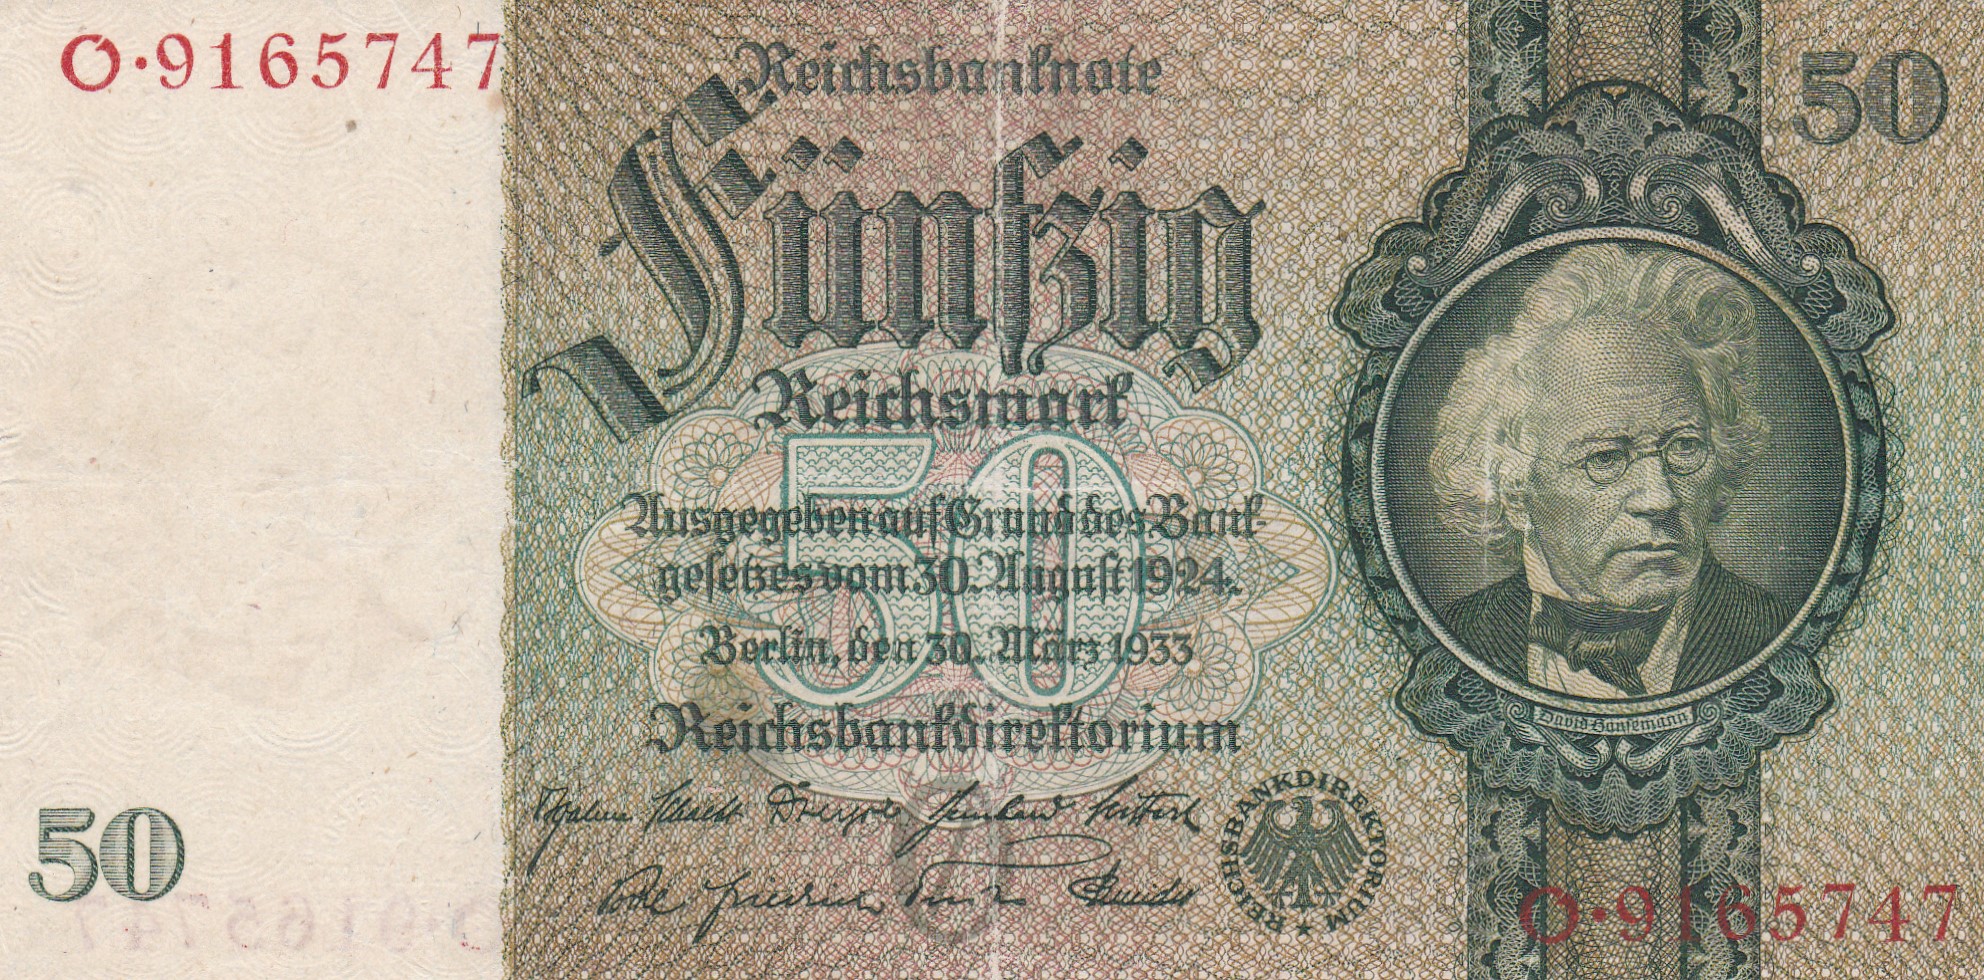 O·9165747
Reichsbanknote
50
Fünfzig
Reichsmark
50
Ausgegeben auf Grund des Bank-
gesetzes vom 30. August 1924.
Berlin, den 30. März 1933
Reichsbankdirektorium
David Hansemann
REICHSBANKDIREKTORIUM
50
O·9165747